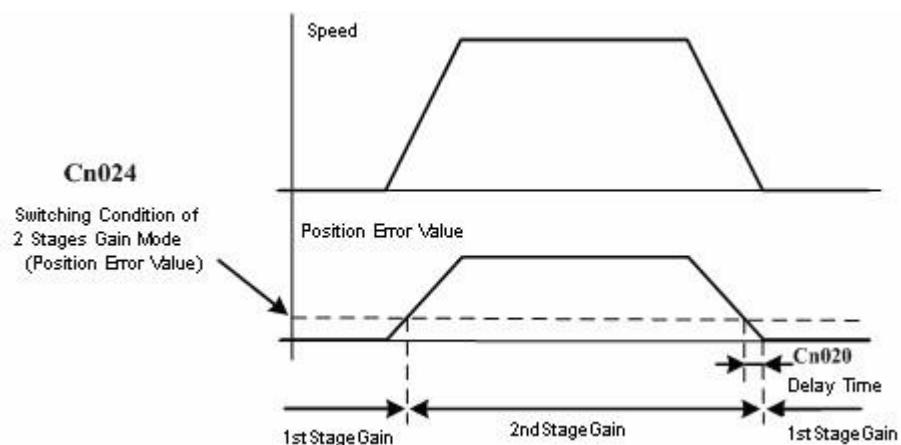 Speed
Cn024
Switching Condition of
2 Stages Gain Mode
(Position Error Value)
Position Error Value
Cn020
Delay Time
1st Stage Gain
2nd Stage Gain
1st Stage Gain